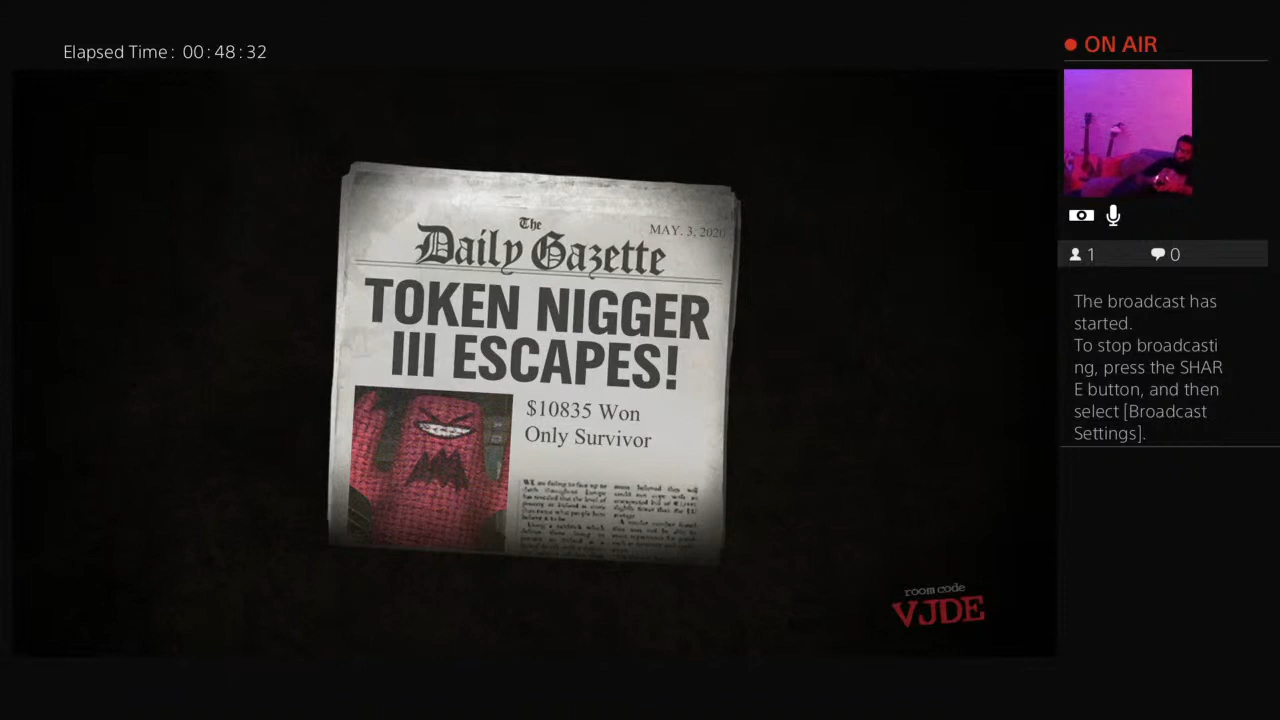 Elapsed Time: 00:48:32
ON AIR
The
Daily Gazette
MAY. 3, 2020
TOKEN NIGGER
III ESCAPES!
$10835 Won
Only Survivor
1
0
The broadcast has
started.
To stop broadcasti
ng, press the SHAR
E button, and then
select [Broadcast
Settings].
room code
VJDE